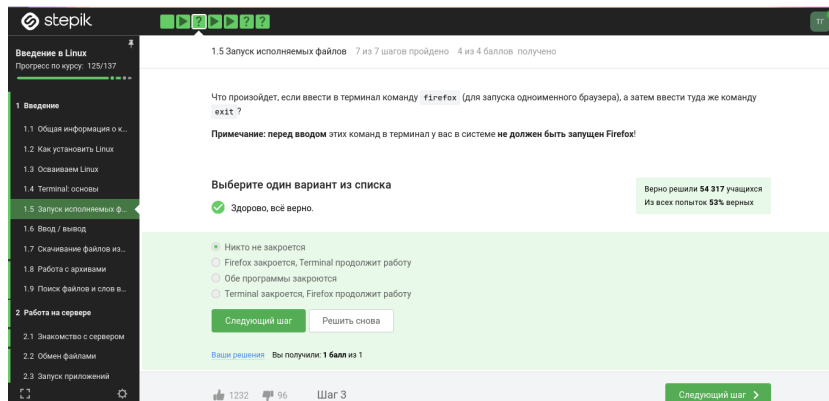 stepik
ТГ
Введение в Linux
Прогресс по курсу: 125/137
1 Введение
1.1 Общая информация о к...
1.2 Как установить Linux
1.3 Осваиваем Linux
1.4 Terminal: основы
1.5 Запуск исполняемых ф...
1.6 Ввод / вывод
1.7 Скачивание файлов из...
1.8 Работа с архивами
1.9 Поиск файлов и слов в...
2 Работа на сервере
2.1 Знакомство с сервером
2.2 Обмен файлами
2.3 Запуск приложений
1.5 Запуск исполняемых файлов 7 из 7 шагов пройдено 4 из 4 баллов получено
Что произойдет, если ввести в терминал команду firefox (для запуска одноименного браузера), а затем ввести туда же команду
exit ?
Примечание: перед вводом этих команд в терминал у вас в системе не должен быть запущен Firefox!
Выберите один вариант из списка
Здорово, всё верно.
Верно решили 54 317 учащихся
Из всех попыток 53% верных
Никто не закроется
Firefox закроется, Terminal продолжит работу
Обе программы закроются
Terminal закроется, Firefox продолжит работу
Следующий шаг Решить снова
Ваши решения Вы получили: 1 балл из 1
1232 96 Шаг 3 Следующий шаг